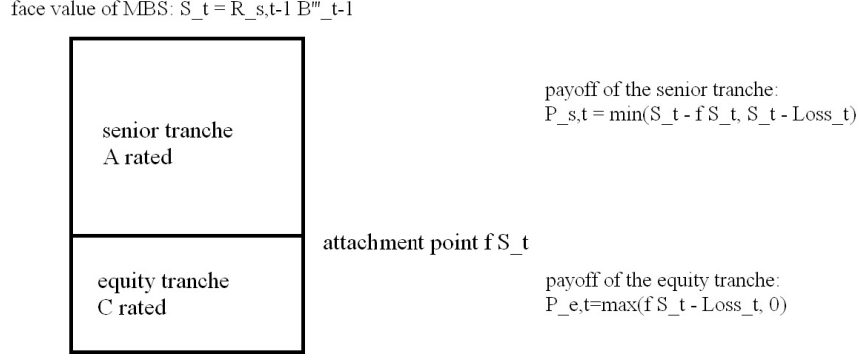 face value of MBS: S_t = R_s,t-1 B'''_t-1
senior tranche
A rated
payoff of the senior tranche:
P_s,t = min(S_t - f S_t, S_t - Loss_t)
attachment point f S_t
equity tranche
C rated
payoff of the equity tranche:
P_e,t=max(f S_t - Loss_t, 0)